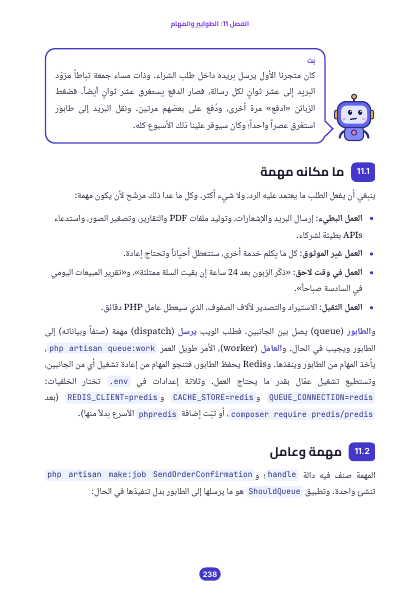 الفصل 11: الطوابير والمهام
بت
كان متجرنا الأول يرسل بريده داخل طلب الشراء. وذات مساء جمعة تباطأ مزوّد
البريد إلى عشر ثوانٍ لكل رسالة، فصار الدفع يستغرق عشر ثوانٍ أيضاً. فضغط
الزبائن «ادفع» مرة أخرى، ودُفع على بعضهم مرتين. ونقل البريد إلى طابور
استغرق عصراً واحداً؛ وكان سيوفر علينا ذلك الأسبوع كله.
11.1 ما مكانه مهمة
ينبغي أن يفعل الطلب ما يعتمد عليه الرد، ولا شيء أكثر. وكل ما عدا ذلك مرشّح لأن يكون مهمة:
• العمل البطيء: إرسال البريد والإشعارات، وتوليد ملفات PDF والتقارير، وتصغير الصور، واستدعاء
APIs بطيئة لشركاء.
• العمل غير الموثوق: كل ما يكلم خدمة أخرى، ستتعطل أحياناً وتحتاج إعادة.
• العمل في وقت لاحق: «ذكّر الزبون بعد 24 ساعة إن بقيت السلة ممتلئة»، و«تقرير المبيعات اليومي
في السادسة صباحاً».
• العمل الثقيل: الاستيراد والتصدير لآلاف الصفوف، الذي سيعطل عامل PHP دقائق.
والطابور (queue) يصل بين الجانبين. فطلب الويب يرسل (dispatch) مهمة (صنفاً وبياناته) إلى
الطابور ويجيب في الحال. والعامل (worker)، الأمر طويل العمر php artisan queue:work،
يأخذ المهام من الطابور وينفذها. وRedis يحفظ الطابور، فتنجو المهام من إعادة تشغيل أي من الجانبين،
وتستطيع تشغيل عمّال بقدر ما يحتاج العمل. وثلاثة إعدادات في .env تختار الخلفيات:
QUEUE_CONNECTION=redis و CACHE_STORE=redis و REDIS_CLIENT=predis (بعد
composer require predis/predis، أو ثبّت إضافة phpredis الأسرع بدلاً منها).
11.2 مهمة وعامل
المهمة صنف فيه دالة handle؛ و php artisan make:job SendOrderConfirmation
تنشئ واحدة. وتطبيق ShouldQueue هو ما يرسلها إلى الطابور بدل تنفيذها في الحال:
238